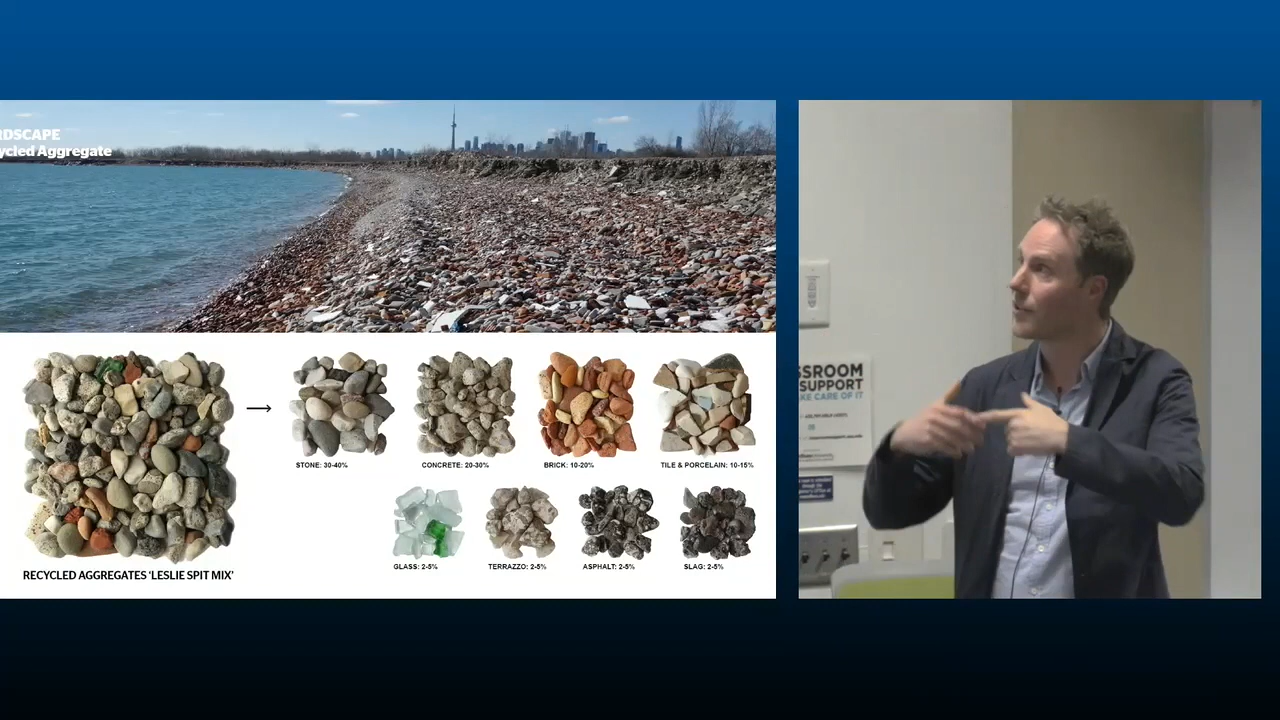 RDSCAPE
ycled Aggregate
STONE: 30-40%
CONCRETE: 20-30%
BRICK: 10-20%
TILE & PORCELAIN: 10-15%
GLASS: 2-5%
TERRAZZO: 2-5%
ASPHALT: 2-5%
SLAG: 2-5%
RECYCLED AGGREGATES ‘LESLIE SPIT MIX’
SSROOM
SUPPORT
AKE CARE OF IT